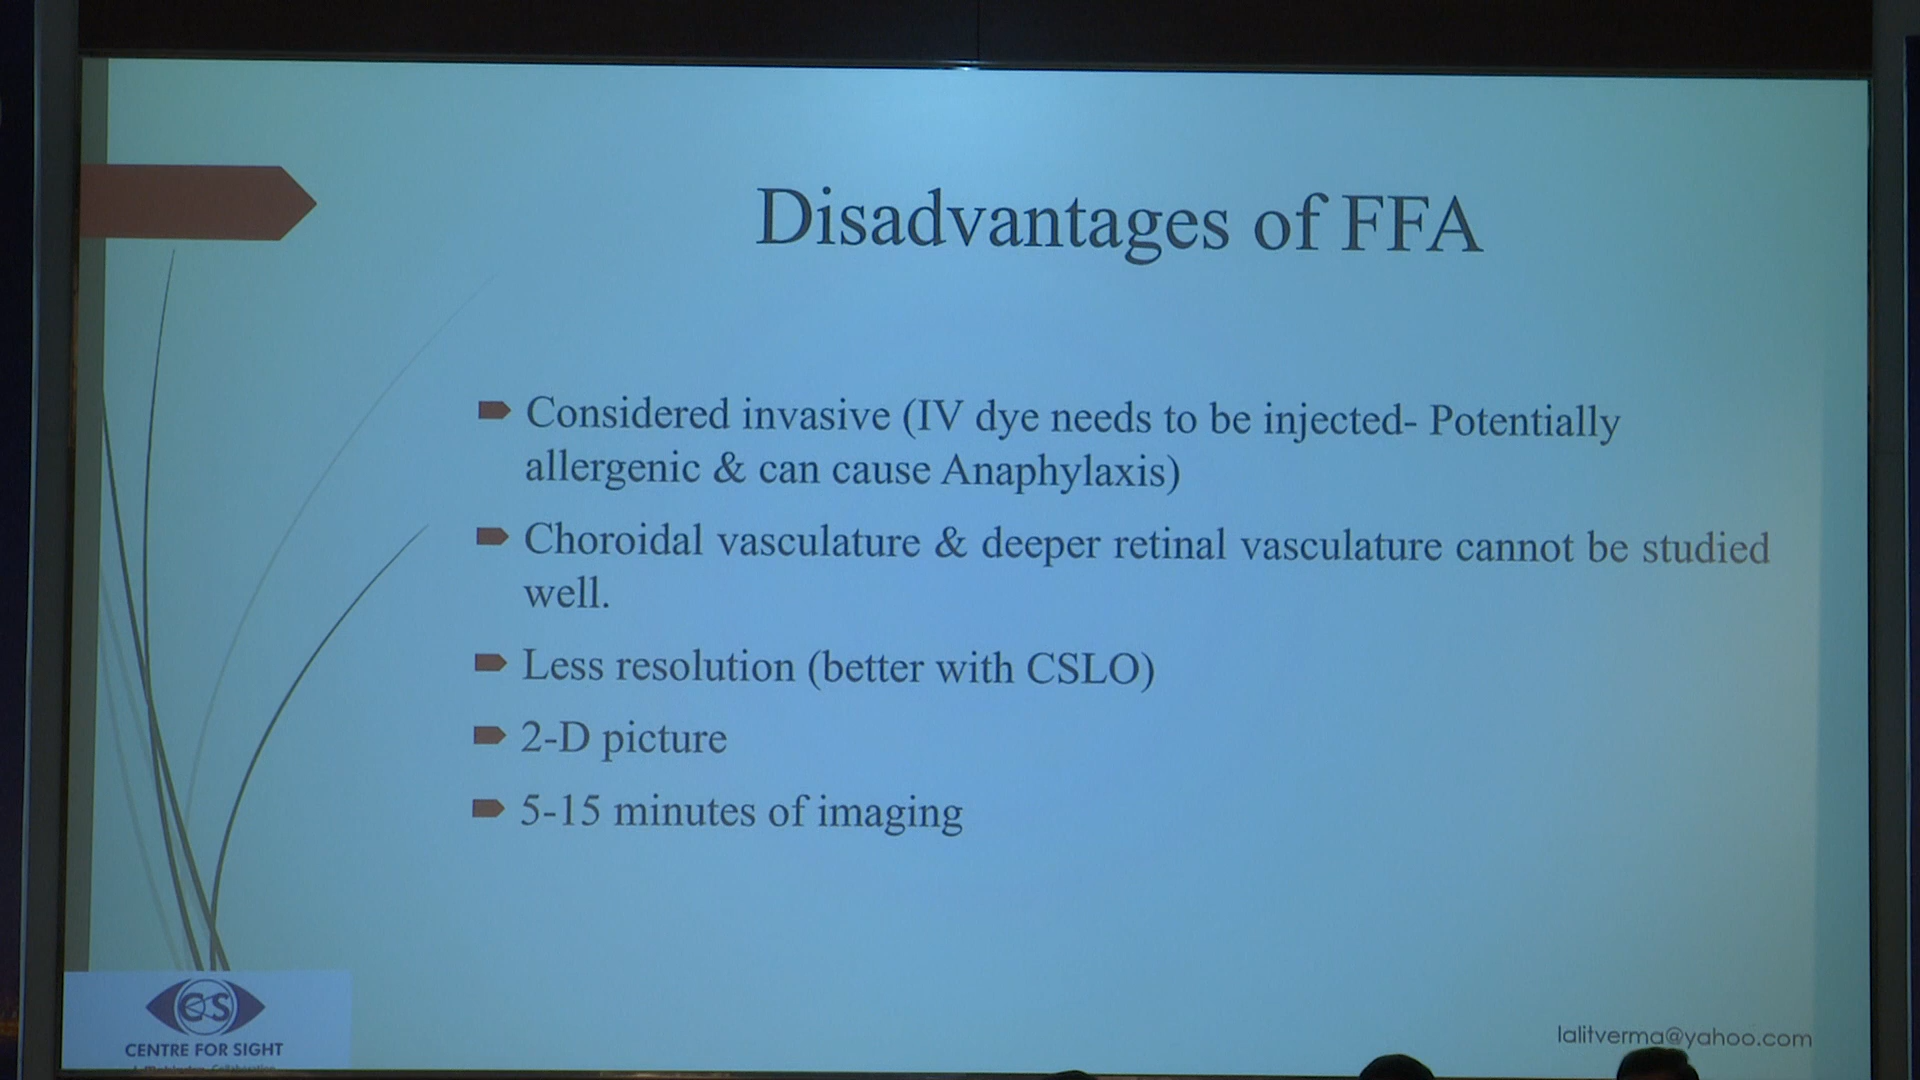 Disadvantages of FFA
Considered invasive (IV dye needs to be injected- Potentially
allergenic & can cause Anaphylaxis)
Choroidal vasculature & deeper retinal vasculature cannot be studied
well.
Less resolution (better with CSLO)
2-D picture
5-15 minutes of imaging
CS
CENTRE FOR SIGHT
lalitverma@yahoo.com